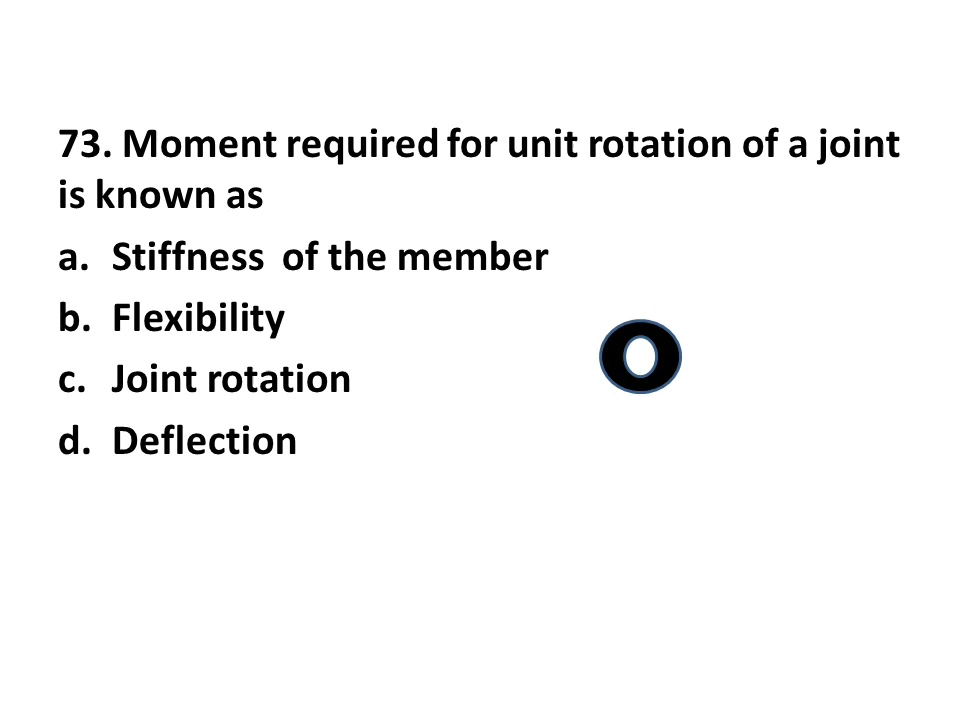 73. Moment required for unit rotation of a joint
is known as
a. Stiffness of the member
b. Flexibility
c. Joint rotation
d. Deflection